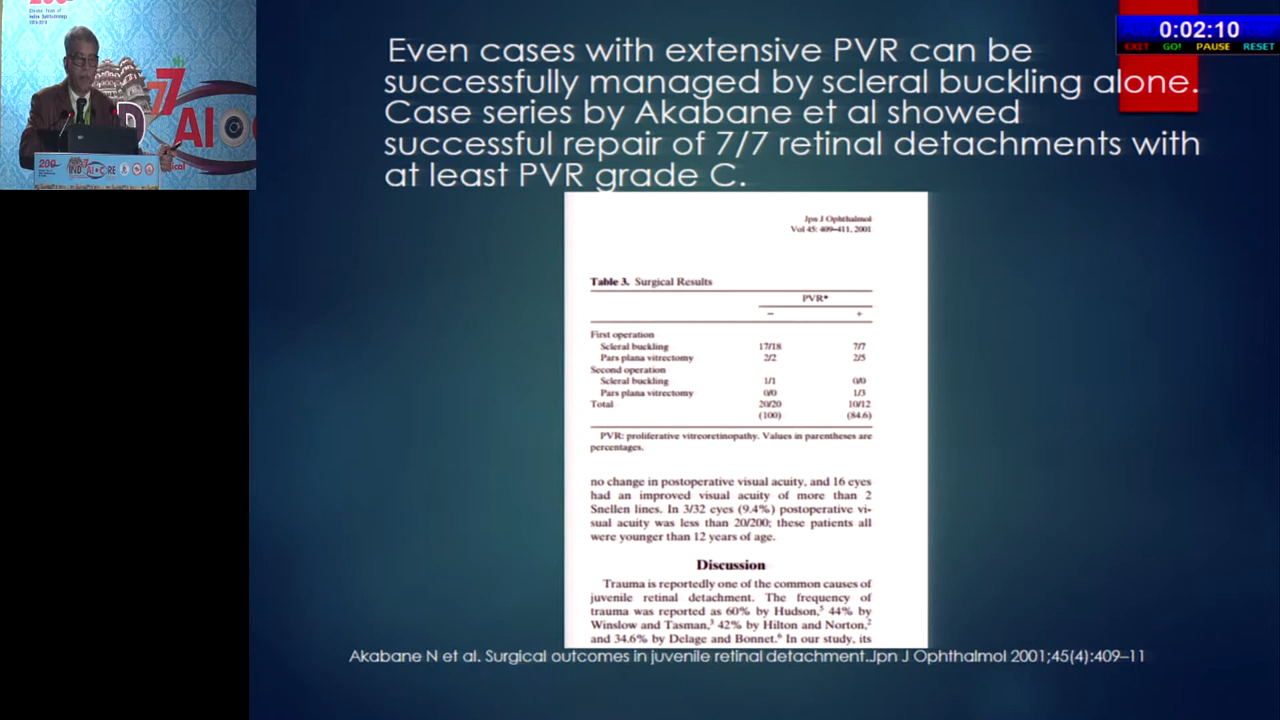 0:02:10
EXIT GO! PAUSE RESET
Even cases with extensive PVR can be
successfully managed by scleral buckling alone.
Case series by Akabane et al showed
successful repair of 7/7 retinal detachments with
at least PVR grade C.
Jpn J Ophthalmol
Vol 45: 409–411, 2001
Table 3. Surgical Results
PVR*
− +
First operation
Scleral buckling 17/18 7/7
Pars plana vitrectomy 2/2 2/5
Second operation
Scleral buckling 1/1 0/0
Pars plana vitrectomy 0/0 1/3
Total 20/20 10/12
(100) (84.6)
PVR: proliferative vitreoretinopathy. Values in parentheses are
percentages.
no change in postoperative visual acuity, and 16 eyes
had an improved visual acuity of more than 2
Snellen lines. In 3/32 eyes (9.4%) postoperative vi-
sual acuity was less than 20/200; these patients all
were younger than 12 years of age.
Discussion
Trauma is reportedly one of the common causes of
juvenile retinal detachment. The frequency of
trauma was reported as 60% by Hudson,5 44% by
Winslow and Tasman,3 42% by Hilton and Norton,2
and 34.6% by Delage and Bonnet.6 In our study, its
Akabane N et al. Surgical outcomes in juvenile retinal detachment.Jpn J Ophthalmol 2001;45(4):409–11